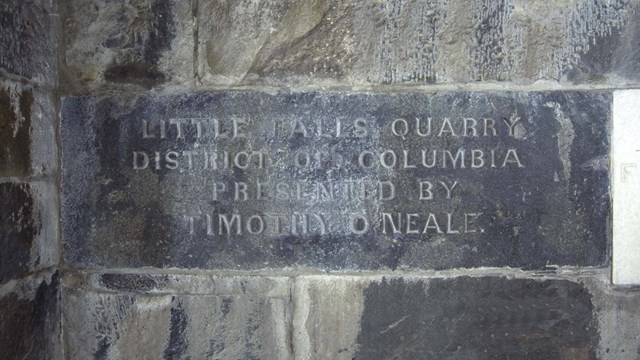 LITTLE FALLS QUARRY
DISTRICT OF COLUMBIA
PRESENTED BY
TIMOTHY O'NEALE.